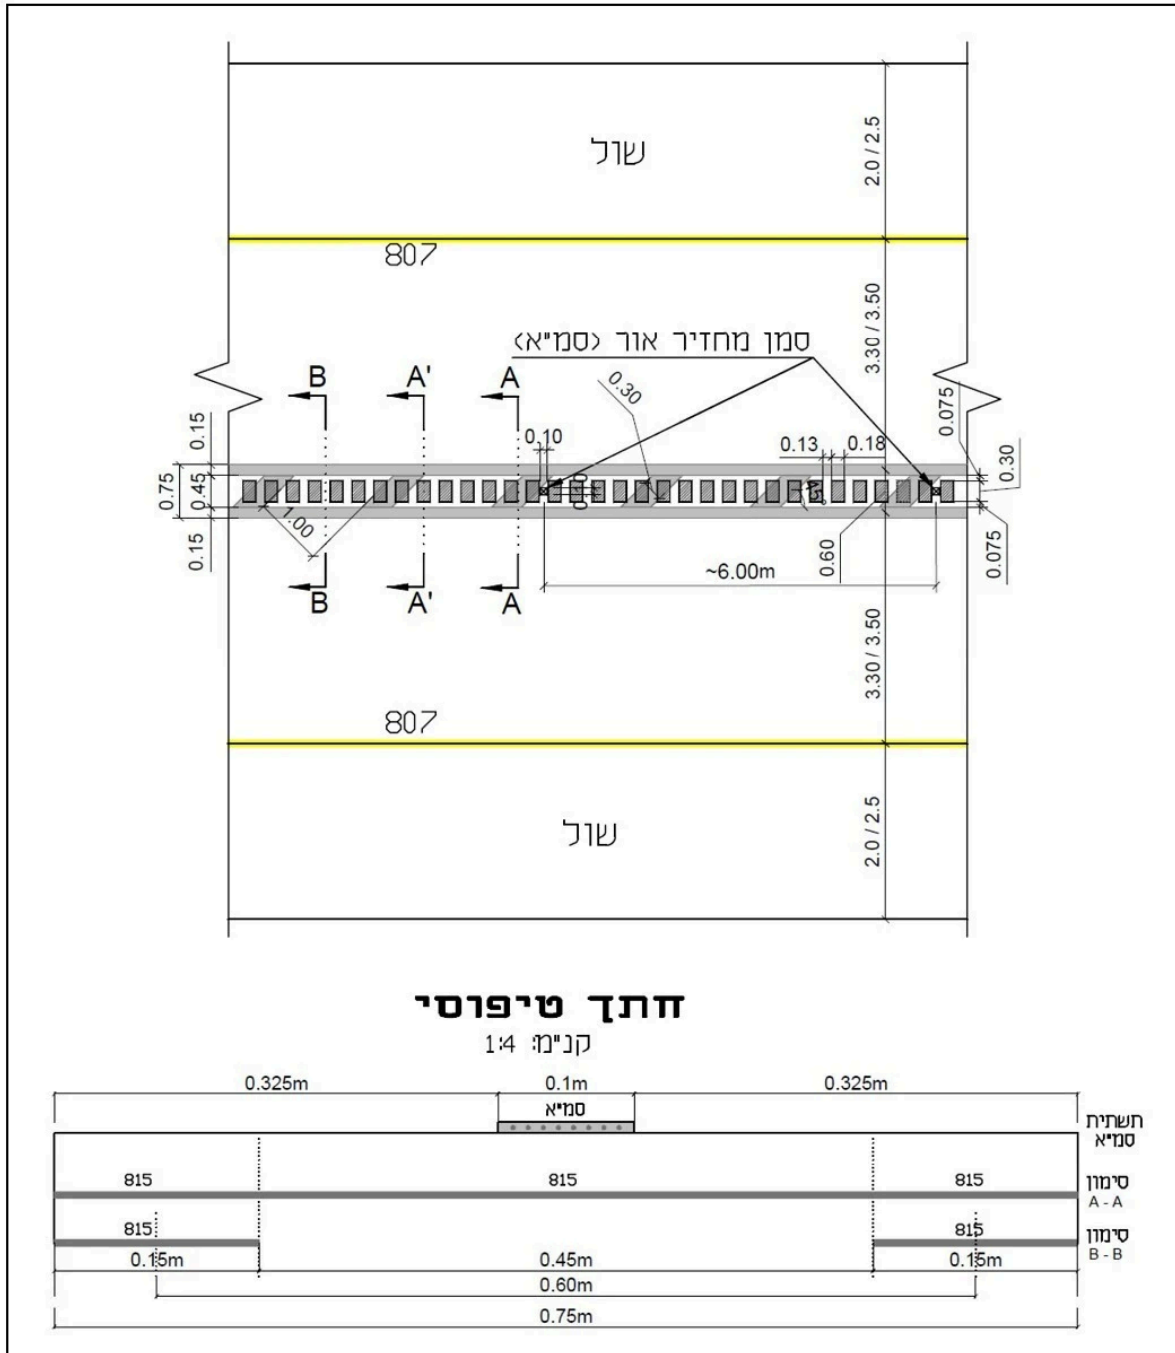 שול
2.0 / 2.5
807
3.30 / 3.50
סמן מחזיר אור (סמ"א)
B A' A
0.30
0.075
0.15
0.10
0.13 0.18
0.30
0.75
0.45
45°
1.00
0.15
0.60
0.075
~6.00m
B A' A
3.30 / 3.50
807
שול
2.0 / 2.5
חתך טיפוסי
קנ"מ: 1:4
0.325m 0.1m 0.325m
סמ"א
תשתית
סמ"א
815 815 815 סימון
A - A
815 815 סימון
B - B
0.15m 0.45m 0.15m
0.60m
0.75m